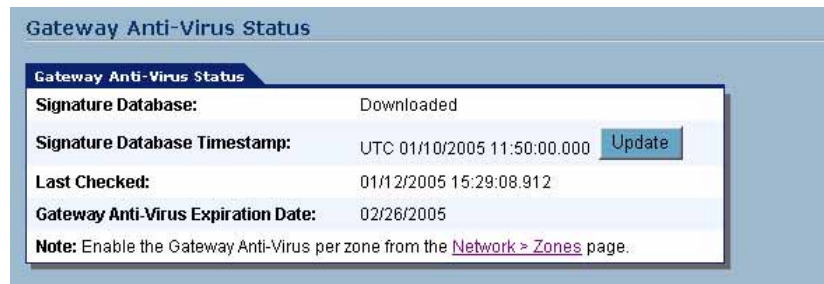 Gateway Anti-Virus Status
Gateway Anti-Virus Status
Signature Database: Downloaded
Signature Database Timestamp: UTC 01/10/2005 11:50:00.000 Update
Last Checked: 01/12/2005 15:29:08.912
Gateway Anti-Virus Expiration Date: 02/26/2005
Note: Enable the Gateway Anti-Virus per zone from the Network > Zones page.